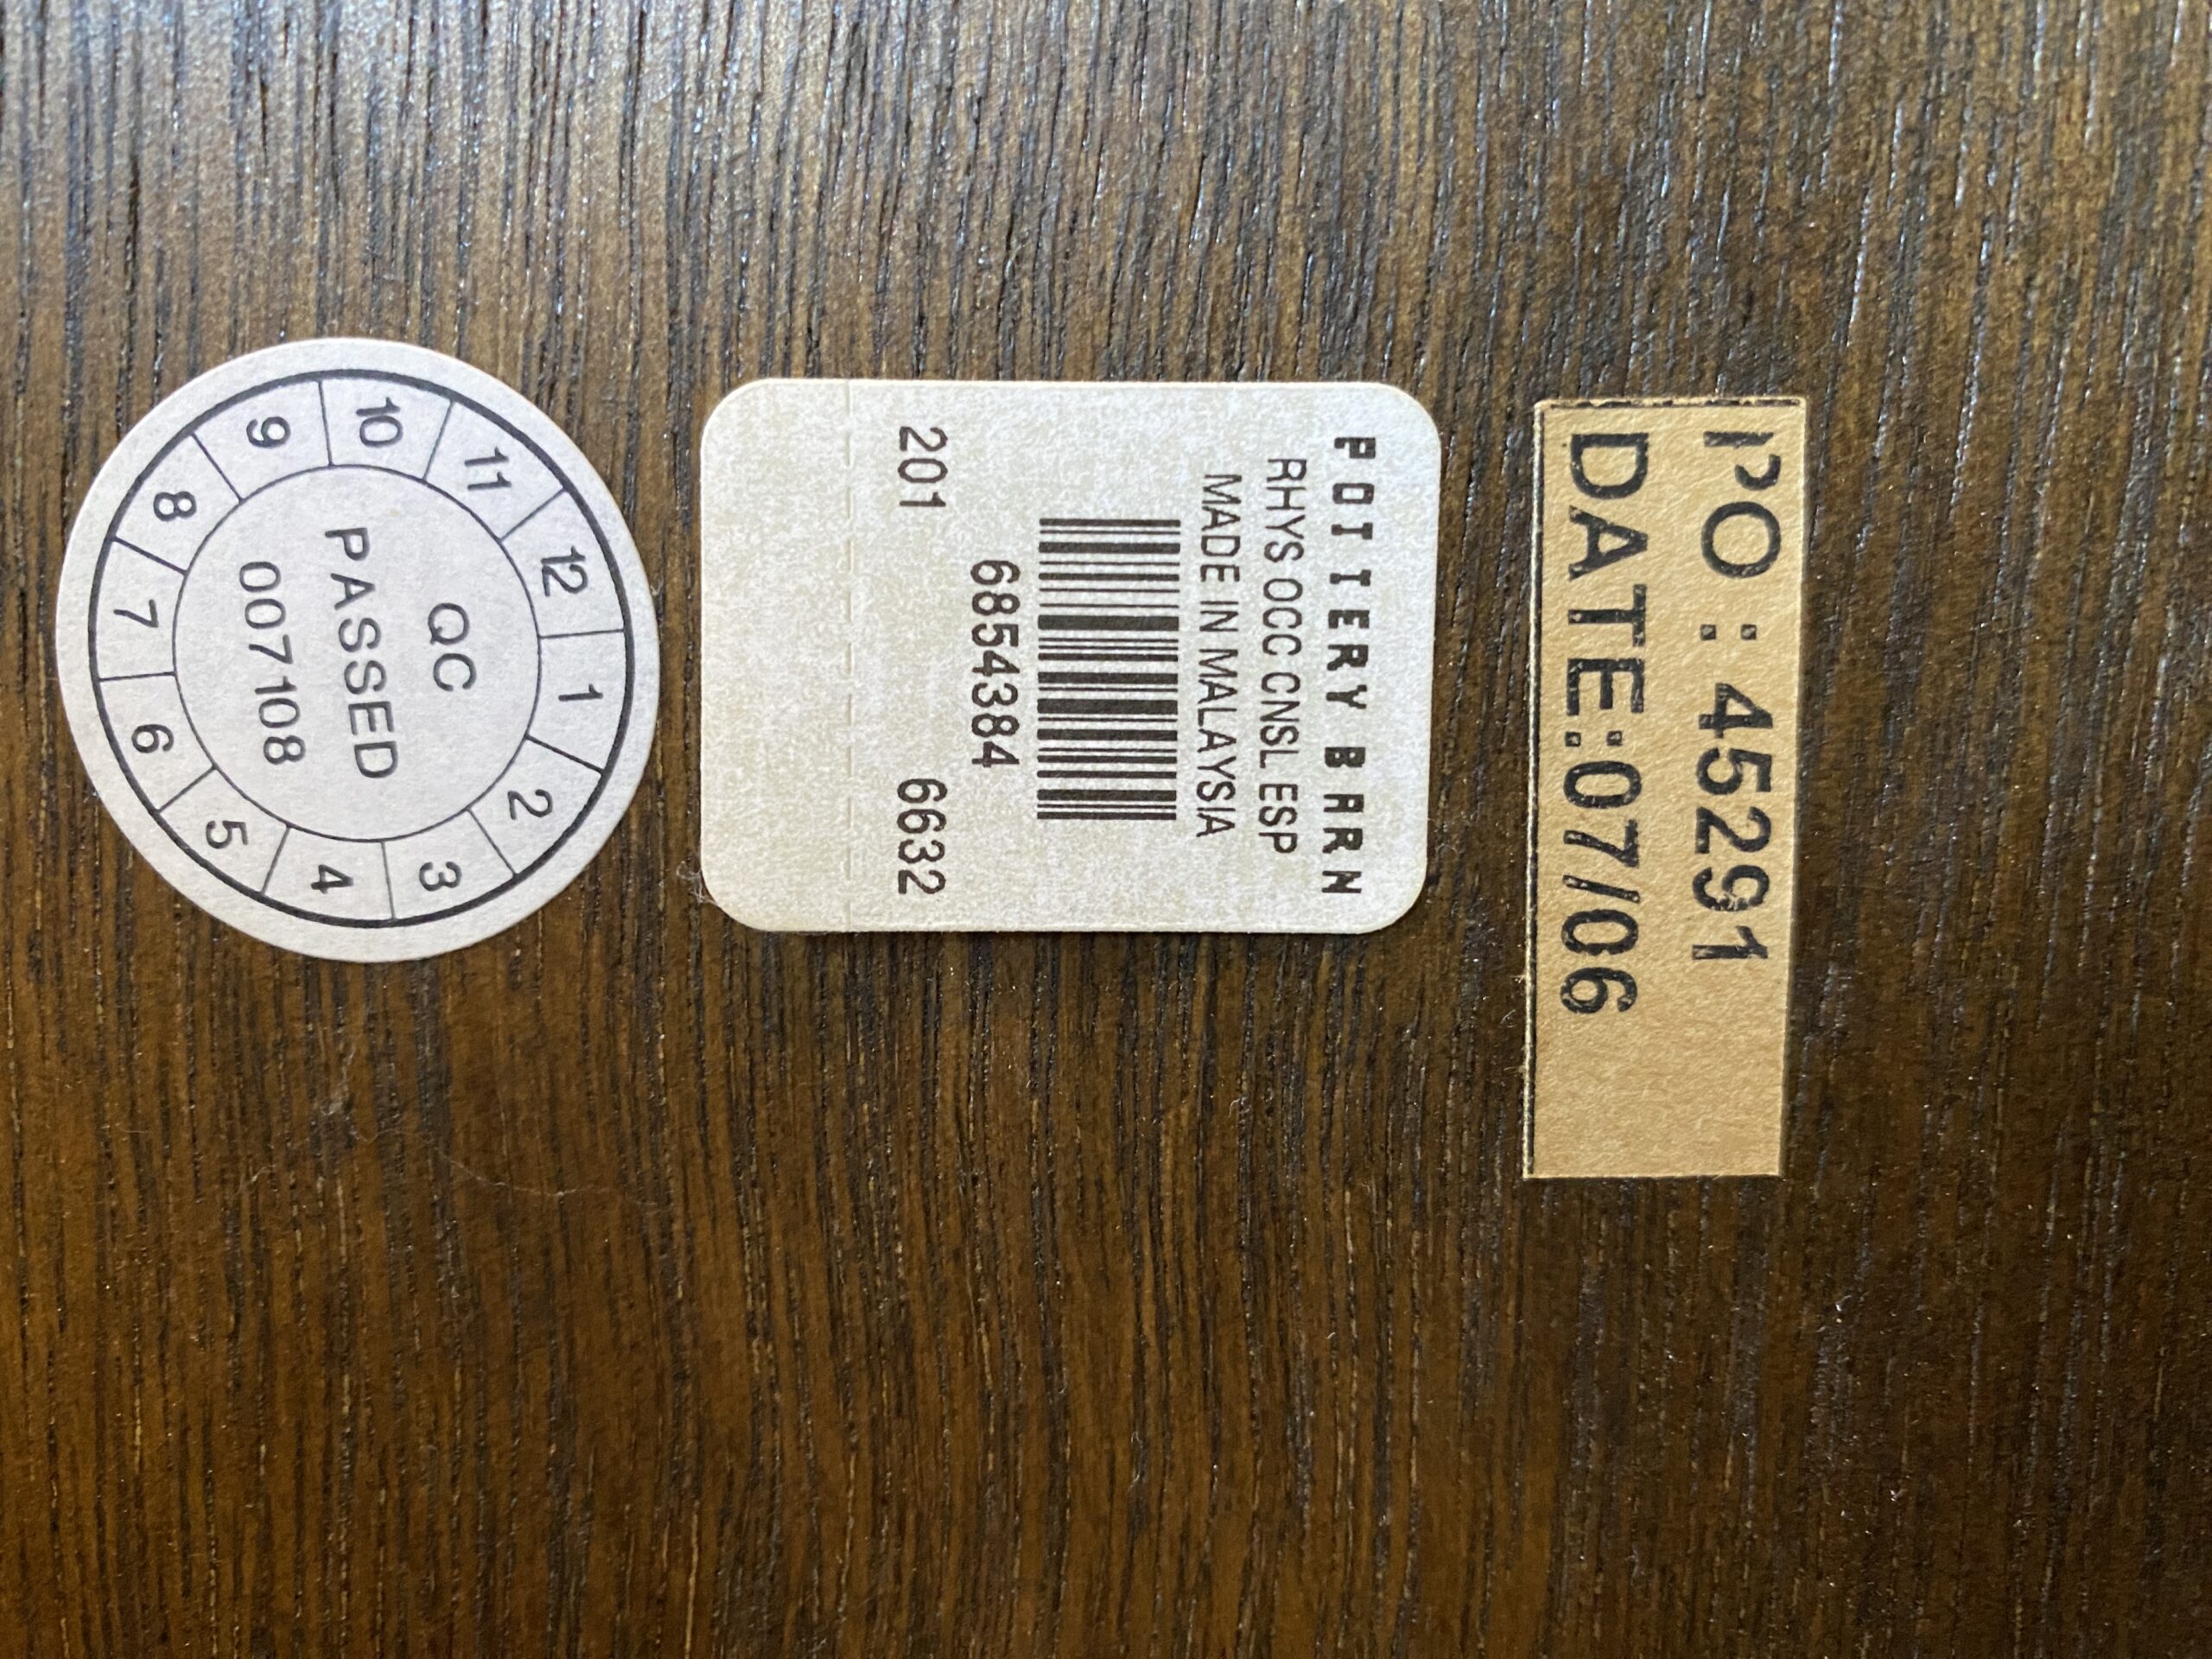 PO : 45291
DATE:07/06
POTTERY BARN
RHYS OCC CNSL ESP
MADE IN MALAYSIA
6854384
201 6632
QC
PASSED
007108
1
2
3
4
5
6
7
8
9
10
11
12